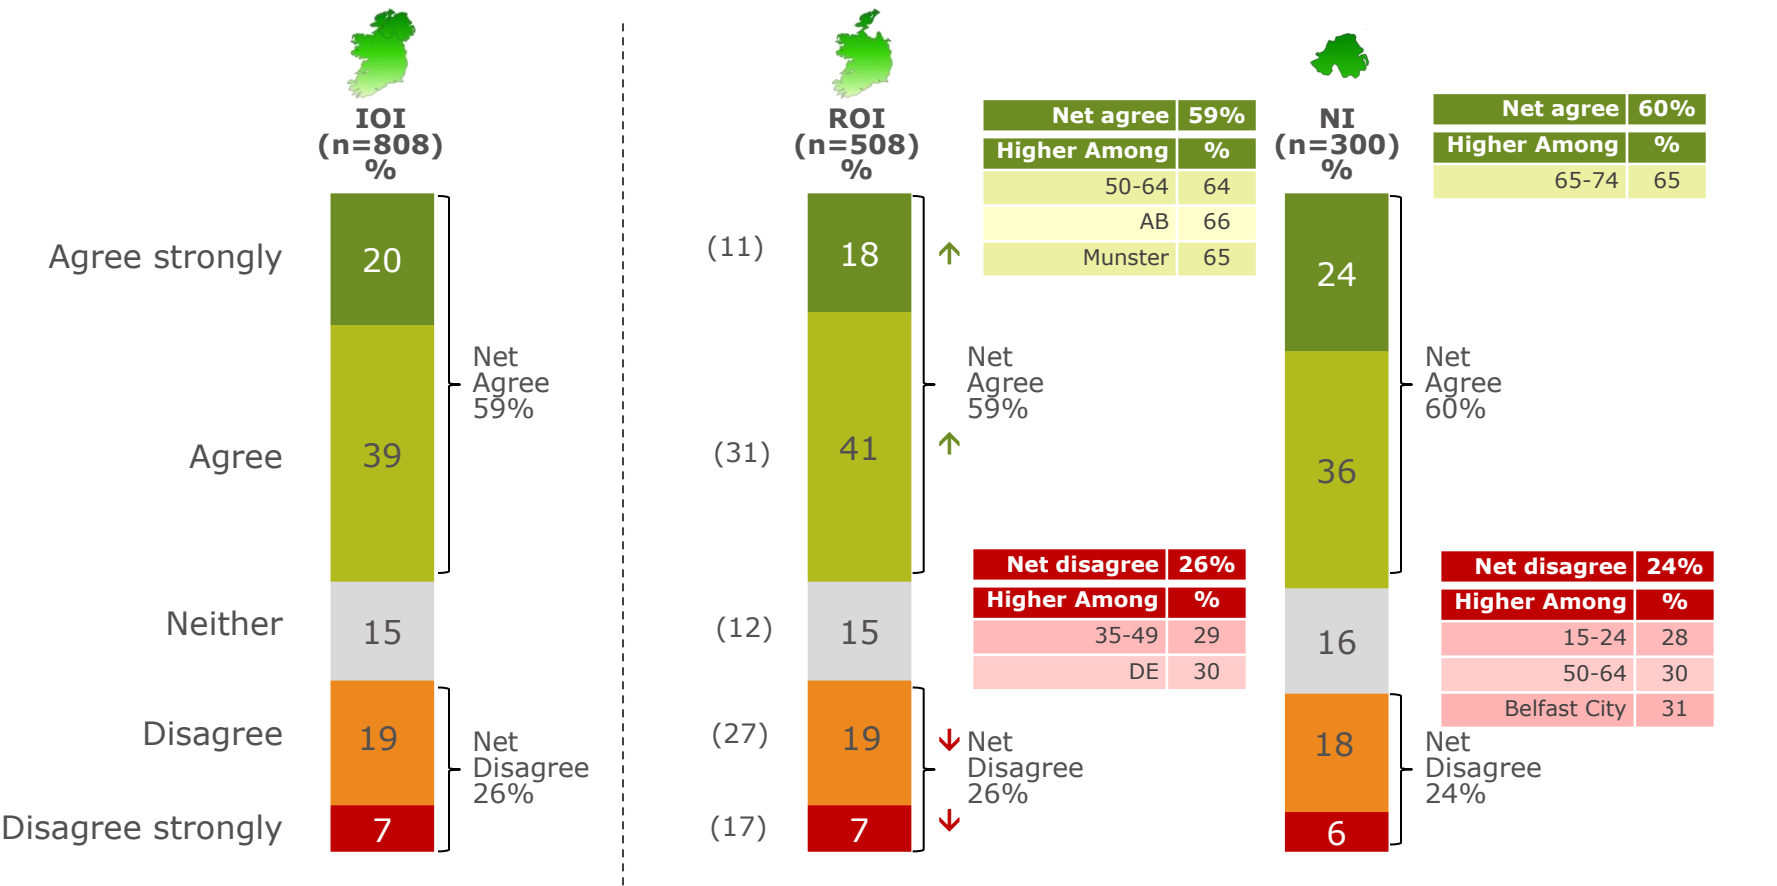 IOI
(n=808)
%
ROI
(n=508)
%
Net agree 59%
Higher Among %
50-64 64
AB 66
Munster 65
NI
(n=300)
%
Net agree 60%
Higher Among %
65-74 65
Agree strongly
20
(11)
18
24
Net
Agree
59%
Net
Agree
59%
Net
Agree
60%
Agree
39
(31)
41
36
Net disagree 26%
Higher Among %
35-49 29
DE 30
Net disagree 24%
Higher Among %
15-24 28
50-64 30
Belfast City 31
Neither
15
(12)
15
16
Disagree
19
(27)
19
18
Net
Disagree
26%
Net
Disagree
26%
Net
Disagree
24%
Disagree strongly
7
(17)
7
6